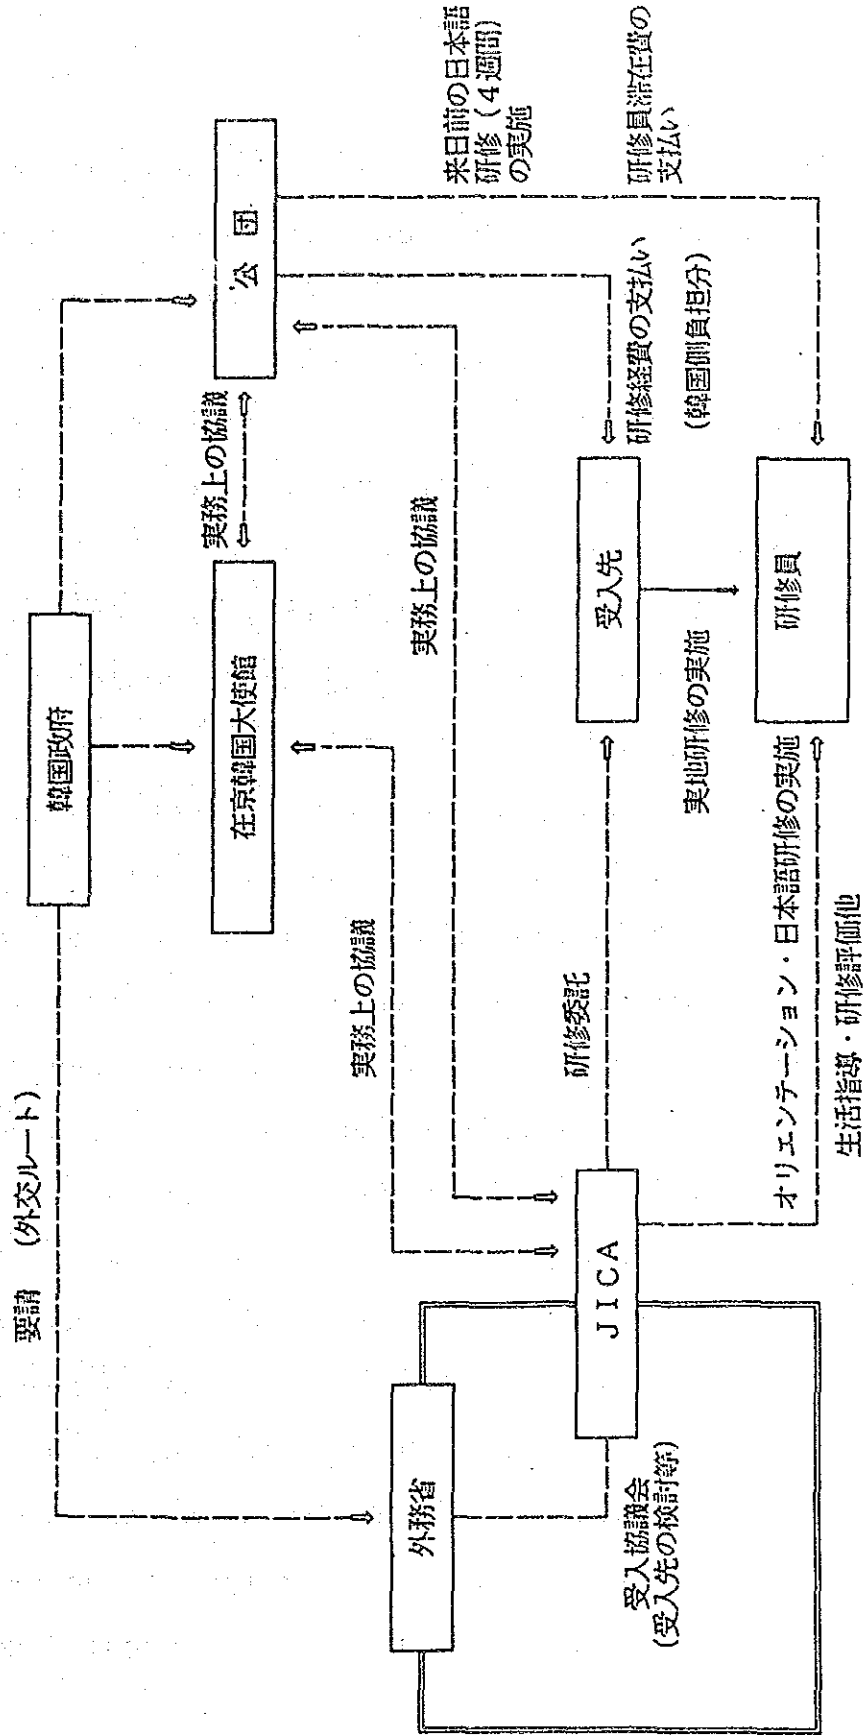 要請 (外交ルート)
韓国政府
在京韓国大使館
実務上の協議
公団
実務上の協議
実務上の協議
外務省
JICA
受入協議会
(受入先の検討等)
研修委託
受入先
研修経費の支払い
(韓国側負担分)
来日前の日本語
研修(4週間)
の実施
研修員滞在費の
支払い
実地研修の実施
研修員
オリエンテーション・日本語研修の実施
生活指導・研修評価他